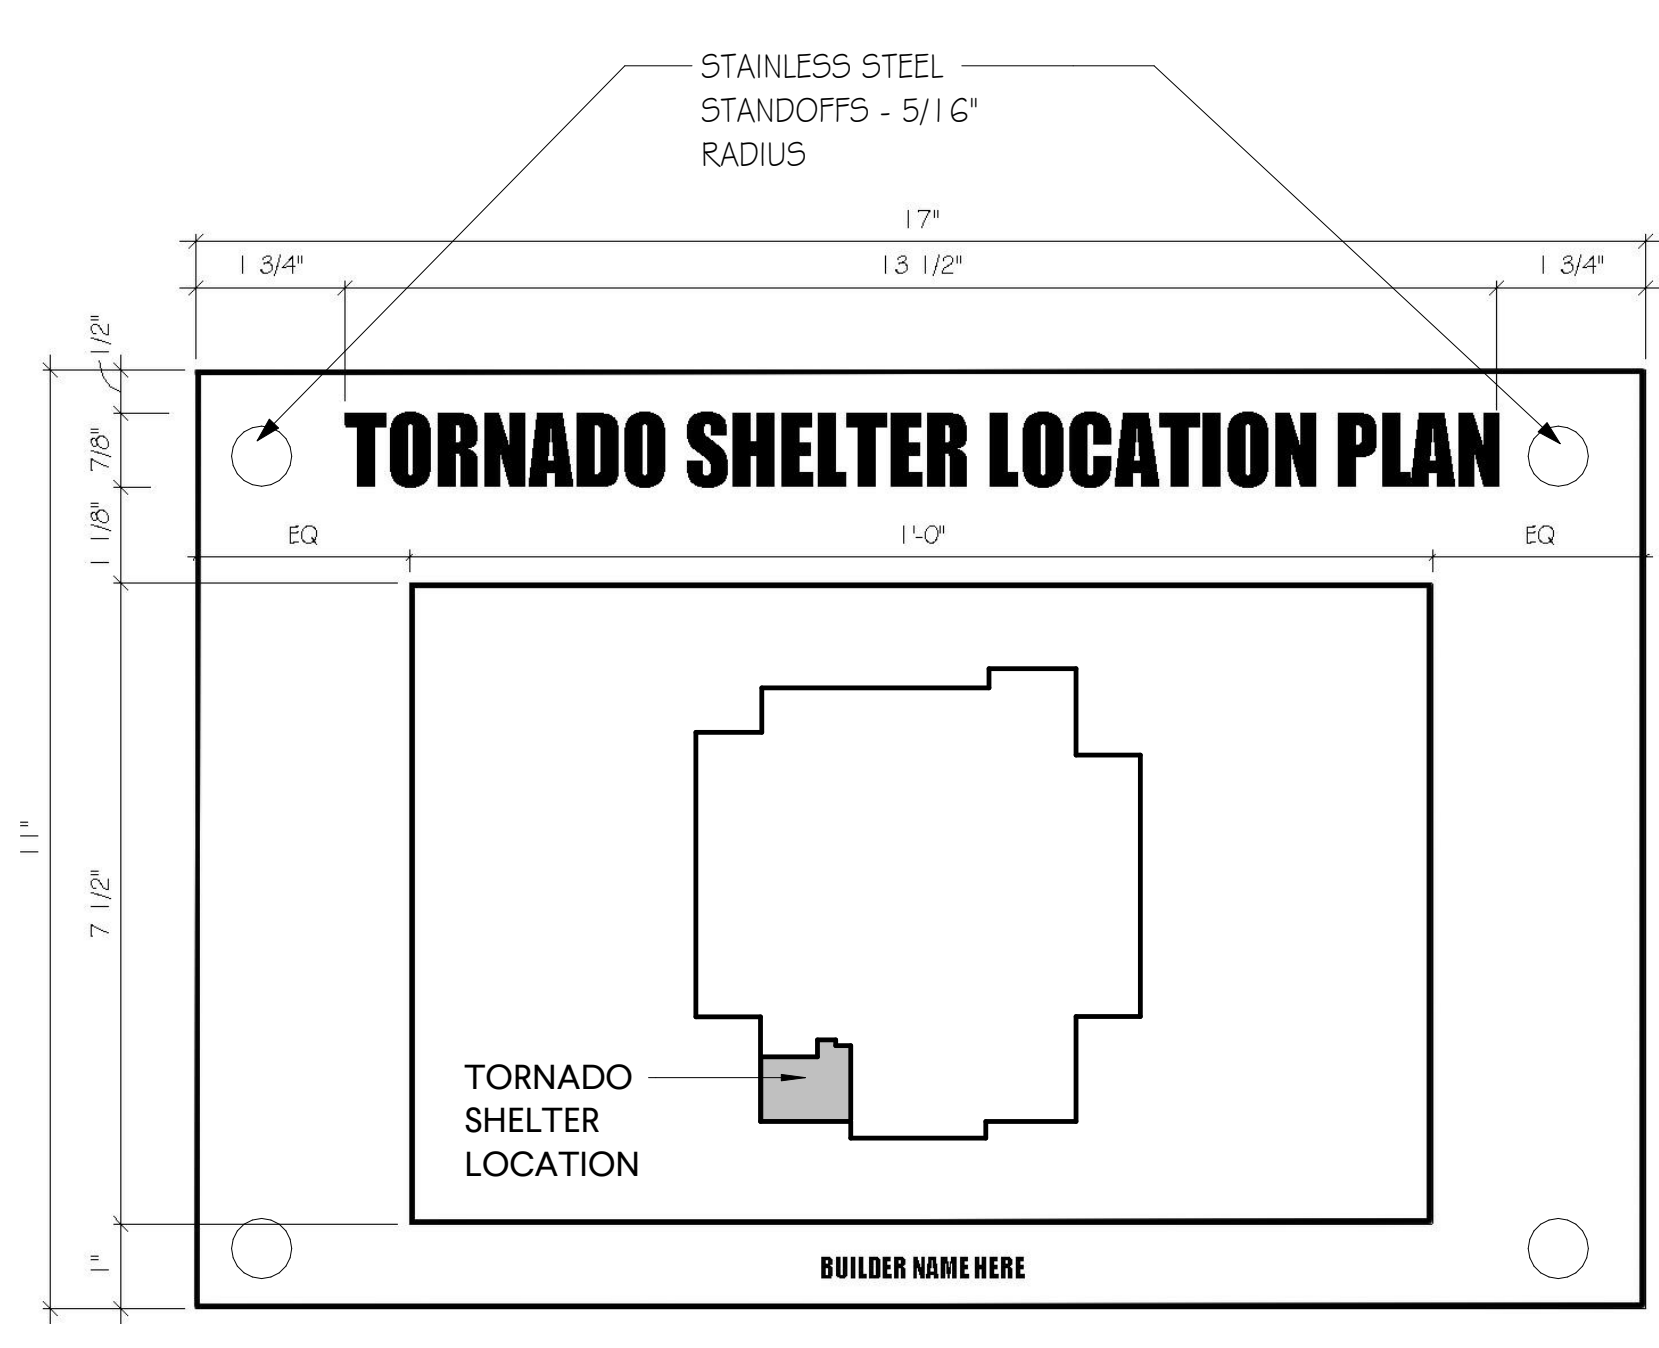 STAINLESS STEEL
STANDOFFS - 5/16"
RADIUS
17"
1 3/4"
13 1/2"
1 3/4"
1/2"
TORNADO SHELTER LOCATION PLAN
7/8"
1 1/8"
EQ
1'-0"
EQ
11"
7 1/2"
TORNADO
SHELTER
LOCATION
1"
BUILDER NAME HERE